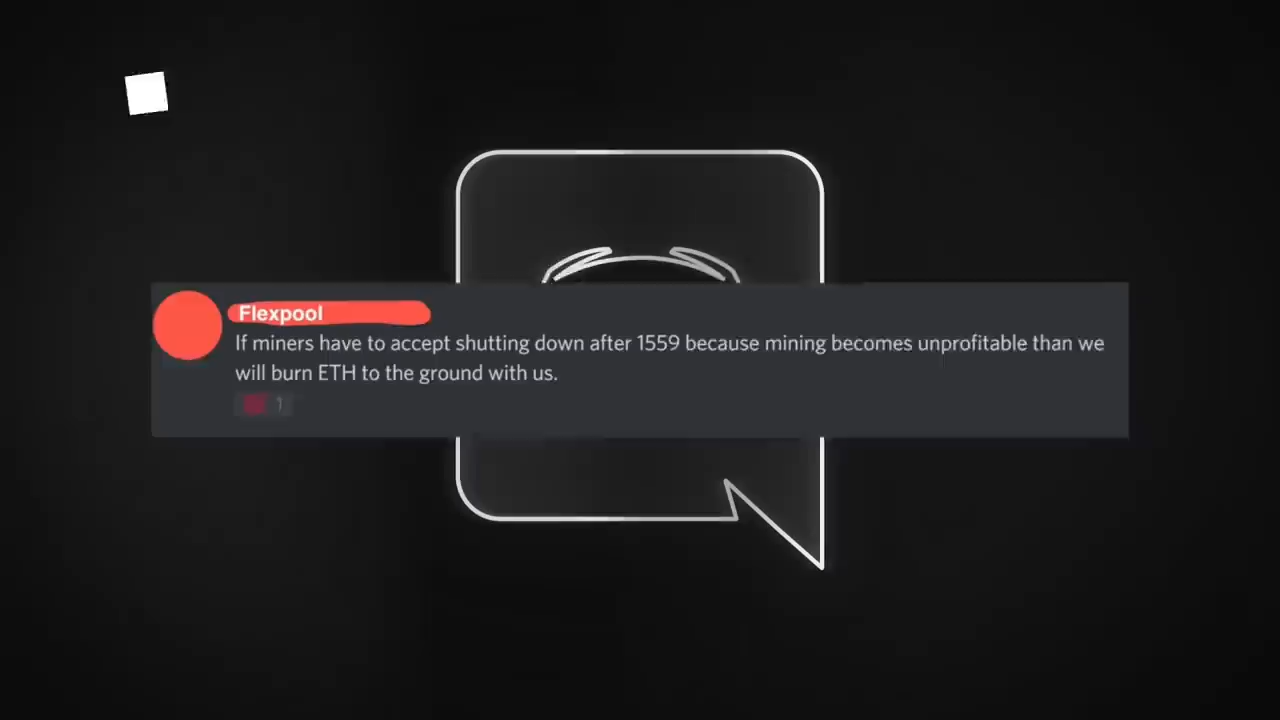 Flexpool
If miners have to accept shutting down after 1559 because mining becomes unprofitable than we
will burn ETH to the ground with us.
1